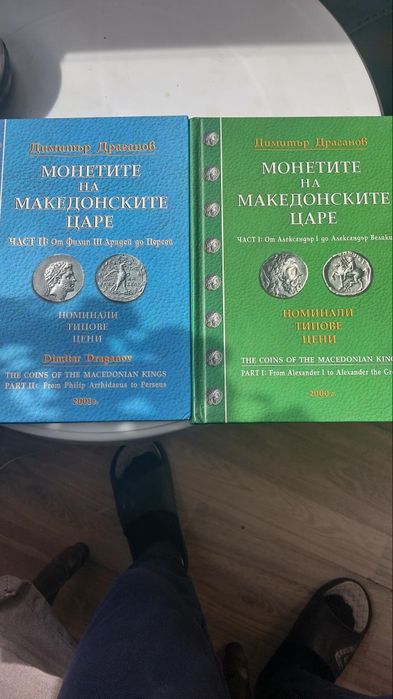 Димитър Драганов
МОНЕТИТЕ
НА
МАКЕДОНСКИТЕ
ЦАРЕ
ЧАСТ II: От Филип III Аридей до Персей
НОМИНАЛИ
ТИПОВЕ
ЦЕНИ
Dimitar Draganov
THE COINS OF THE MACEDONIAN KINGS
PART II: From Philip Arrhidaeus to Perseus
2001 г.
Димитър Драганов
МОНЕТИТЕ
НА
МАКЕДОНСКИТЕ
ЦАРЕ
ЧАСТ I: От Александър I до Александър Велики
НОМИНАЛИ
ТИПОВЕ
ЦЕНИ
THE COINS OF THE MACEDONIAN KING
PART I: From Alexander I to Alexander the Gre
2000 г.